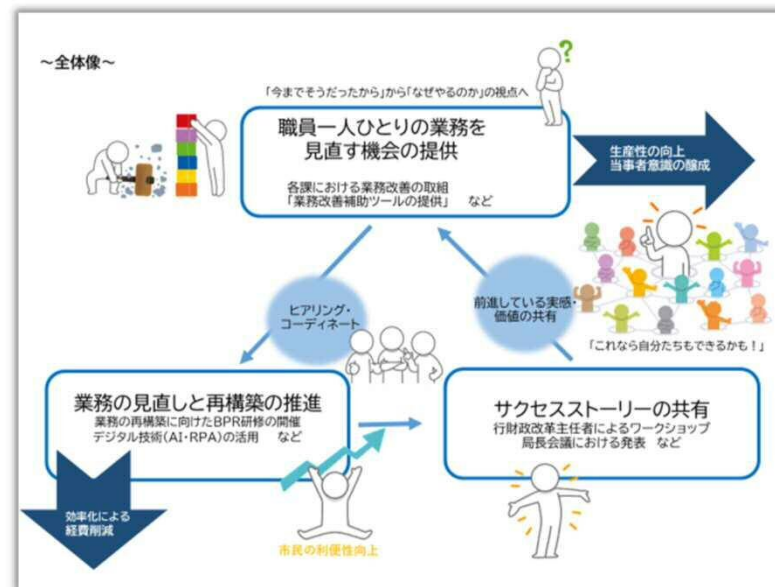 ～全体像～
?
「今までそうだったから」から「なぜやるのか」の視点へ
職員一人ひとりの業務を
見直す機会の提供
各課における業務改善の取組
「業務改善補助ツールの提供」 など
生産性の向上
当事者意識の醸成
ヒアリング・
コーディネート
前進している実感・
価値の共有
「これなら自分たちもできるかも！」
業務の見直しと再構築の推進
業務の再構築に向けたBPR研修の開催
デジタル技術（AI・RPA）の活用 など
サクセスストーリーの共有
行財政改革主任者によるワークショップ
局長会議における発表 など
効率化による
経費削減
市民の利便性向上